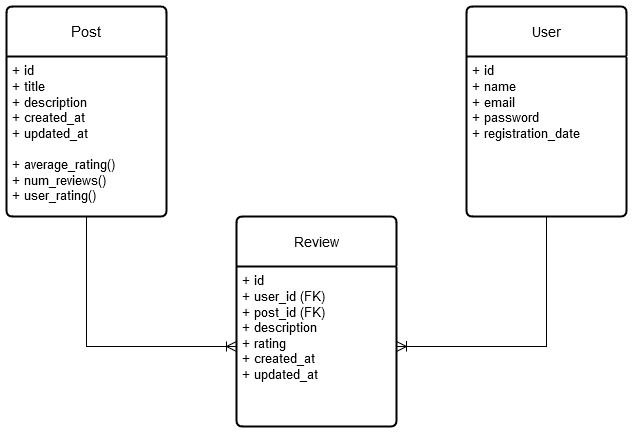 Post
+ id
+ title
+ description
+ created_at
+ updated_at
+ average_rating()
+ num_reviews()
+ user_rating()
User
+ id
+ name
+ email
+ password
+ registration_date
Review
+ id
+ user_id (FK)
+ post_id (FK)
+ description
+ rating
+ created_at
+ updated_at